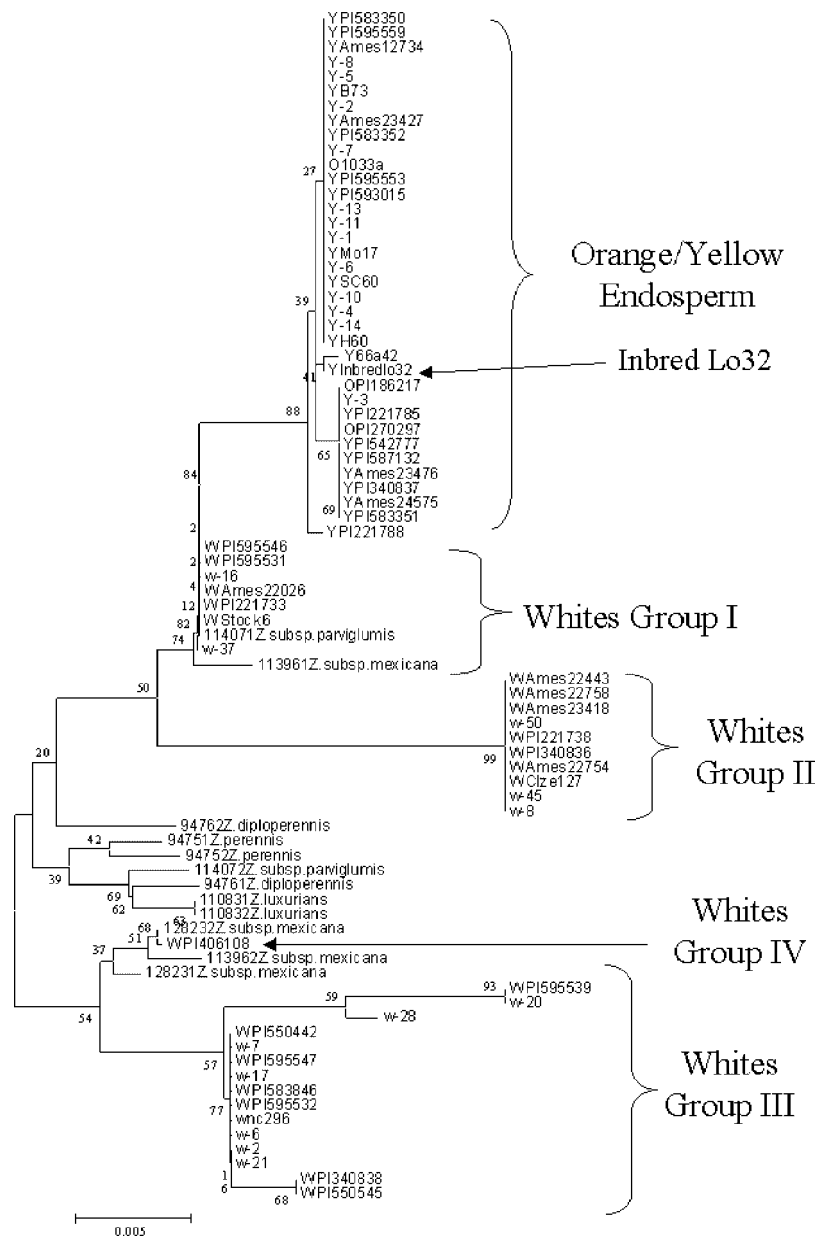 YPI583350
YPI595559
YAmes12734
Y-8
Y-5
YB73
Y-2
YAmes23427
YPI583352
Y-7
O1033a
27
YPI595553
YPI593015
Y-13
Y-11
Y-1
YMo17
Y-6
YSC60
Y-10
39
Y-4
Y-14
YH60
Y66a42
YInbredlo32
41
OPI186217
Y-3
88
YPI221785
OPI270297
YPI542777
65
YPI587132
84
YAmes23476
YPI340837
YAmes24575
69
YPI583351
2
YPI221788
Orange/Yellow
Endosperm
Inbred Lo32
WPI595546
2
WPI595531
w-16
4
WAmes22026
12
WPI221733
82
WStock6
74
114071Z.subsp.parviglumis
w-37
113961Z.subsp.mexicana
Whites Group I
50
WAmes22443
WAmes22758
WAmes23418
w-50
WPI221738
20
99
WPI340836
WAmes22754
WClze127
w-45
w-8
Whites
Group II
94762Z.diploperennis
42
94751Z.perennis
94752Z.perennis
39
114072Z.subsp.parviglumis
69
94761Z.diploperennis
62
110831Z.luxurians
110832Z.luxurians
63
68
128232Z.subsp.mexicana
51
WPI406108
37
113962Z.subsp.mexicana
128231Z.subsp.mexicana
Whites
Group IV
54
59
93
WPI595539
w-20
w-28
57
WPI550442
w-7
WPI595547
w-17
WPI583846
77
WPI595532
wnc296
w-6
w-2
w-21
1
6
WPI340838
68
WPI550545
Whites
Group III
0.005